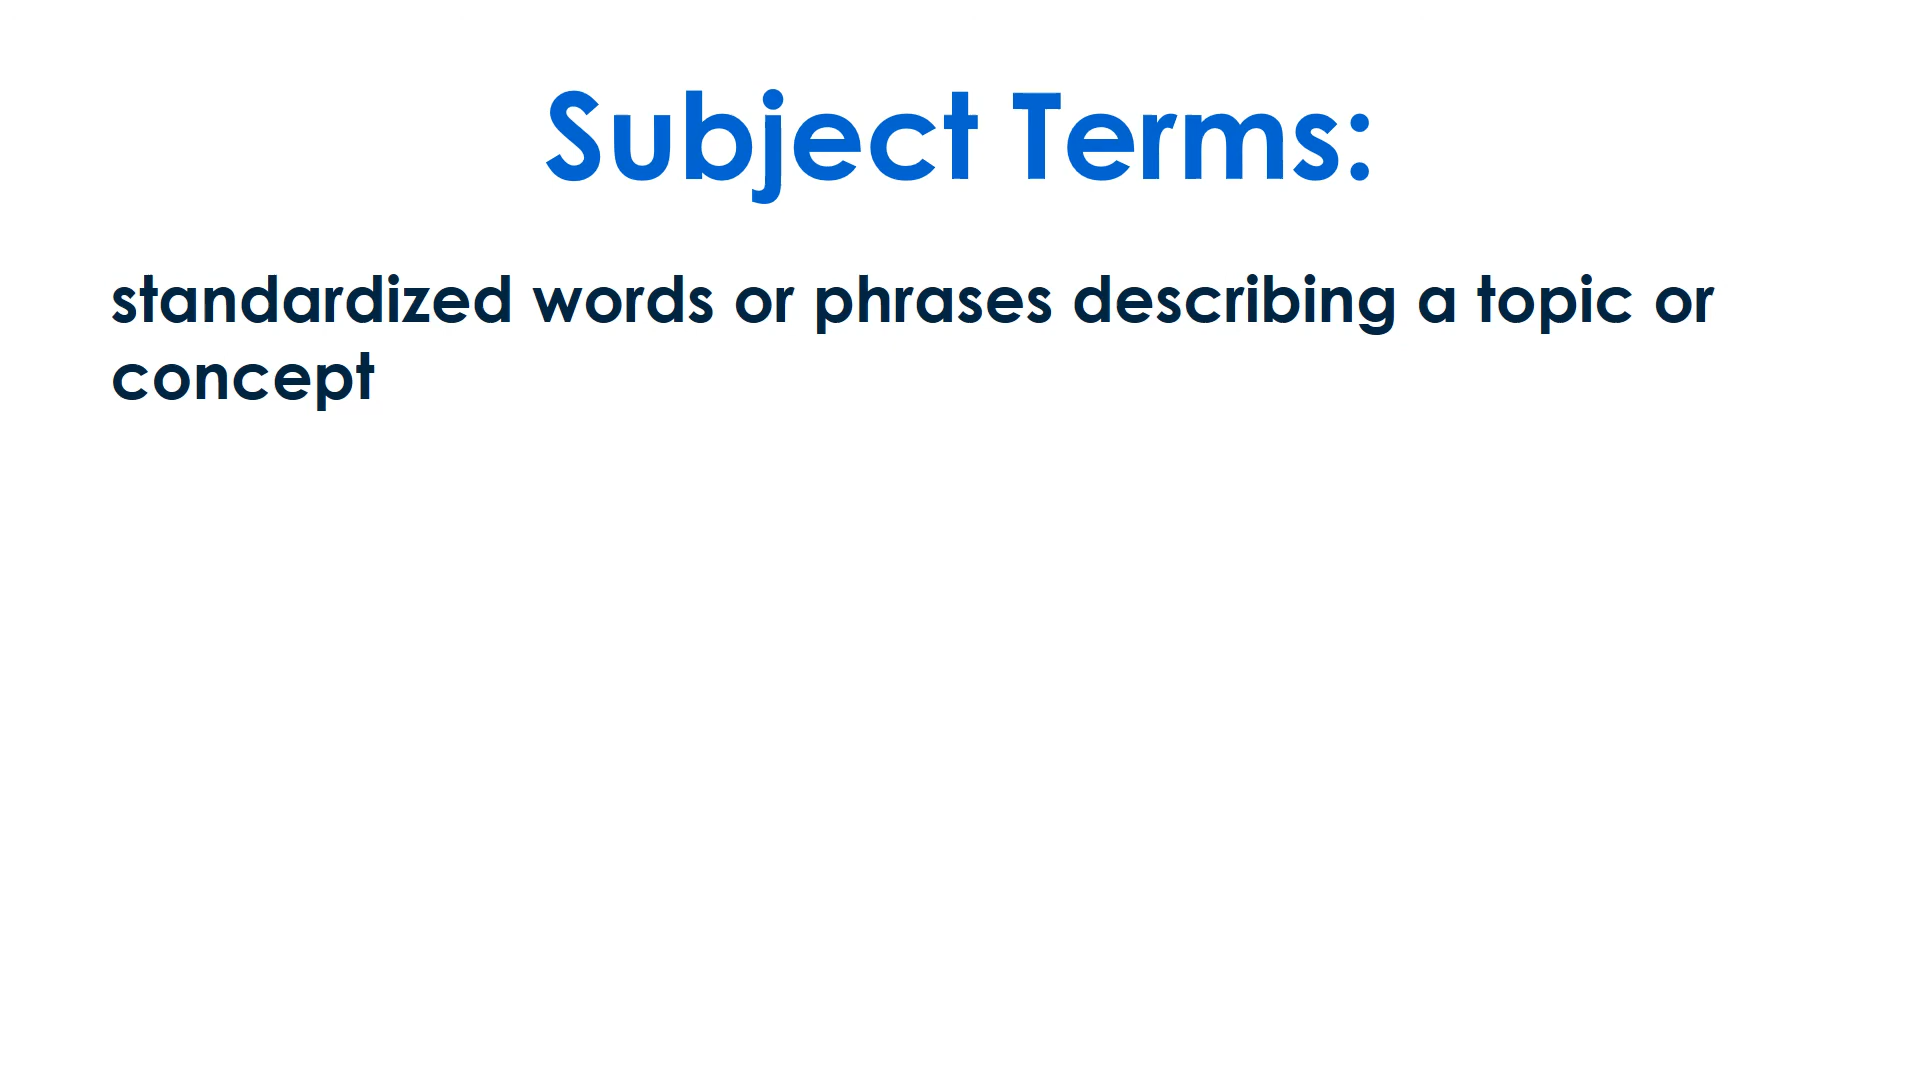 Subject Terms:
standardized words or phrases describing a topic or
concept